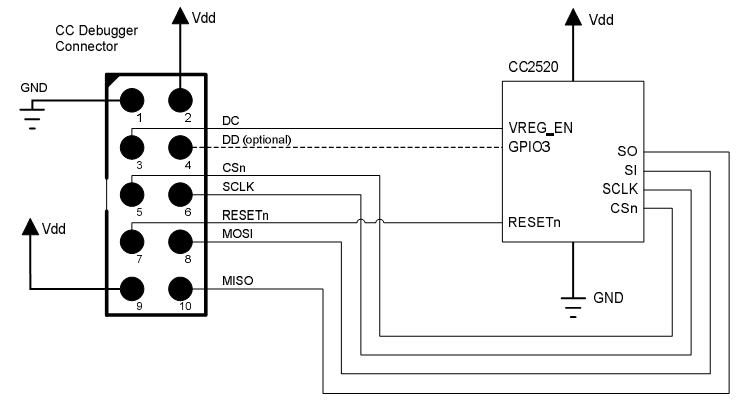 Vdd
CC Debugger
Connector
GND
1
2
DC
DD (optional)
3
4
CSn
SCLK
5
6
RESETn
MOSI
7
8
Vdd
MISO
9
10
Vdd
CC2520
VREG_EN
GPIO3
SO
SI
SCLK
CSn
RESETn
GND